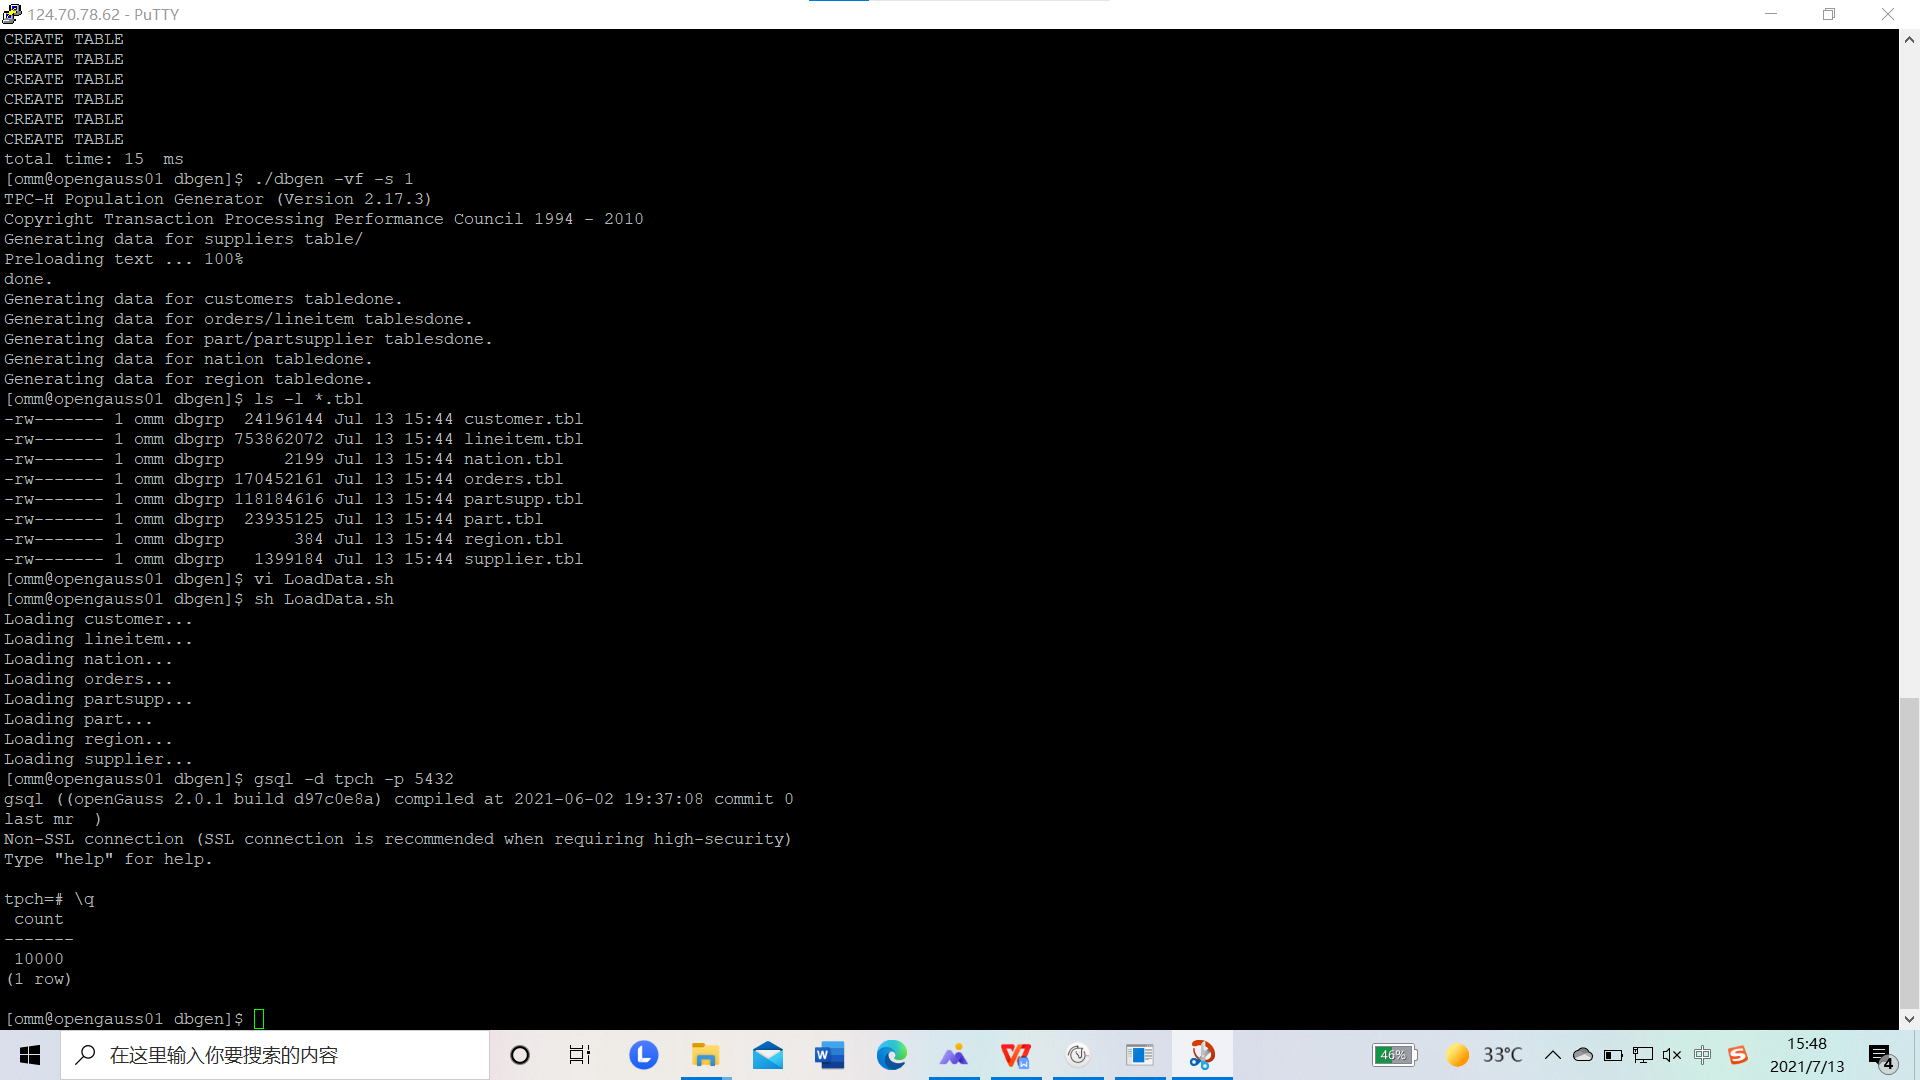 124.70.78.62 - PuTTY
CREATE TABLE
CREATE TABLE
CREATE TABLE
CREATE TABLE
CREATE TABLE
CREATE TABLE
total time: 15  ms
[omm@opengauss01 dbgen]$ ./dbgen -vf -s 1
TPC-H Population Generator (Version 2.17.3)
Copyright Transaction Processing Performance Council 1994 - 2010
Generating data for suppliers table/
Preloading text ... 100%
done.
Generating data for customers tabledone.
Generating data for orders/lineitem tablesdone.
Generating data for part/partsupplier tablesdone.
Generating data for nation tabledone.
Generating data for region tabledone.
[omm@opengauss01 dbgen]$ ls -l *.tbl
-rw------- 1 omm dbgrp  24196144 Jul 13 15:44 customer.tbl
-rw------- 1 omm dbgrp 753862072 Jul 13 15:44 lineitem.tbl
-rw------- 1 omm dbgrp      2199 Jul 13 15:44 nation.tbl
-rw------- 1 omm dbgrp 170452161 Jul 13 15:44 orders.tbl
-rw------- 1 omm dbgrp 118184616 Jul 13 15:44 partsupp.tbl
-rw------- 1 omm dbgrp  23935125 Jul 13 15:44 part.tbl
-rw------- 1 omm dbgrp       384 Jul 13 15:44 region.tbl
-rw------- 1 omm dbgrp   1399184 Jul 13 15:44 supplier.tbl
[omm@opengauss01 dbgen]$ vi LoadData.sh
[omm@opengauss01 dbgen]$ sh LoadData.sh
Loading customer...
Loading lineitem...
Loading nation...
Loading orders...
Loading partsupp...
Loading part...
Loading region...
Loading supplier...
[omm@opengauss01 dbgen]$ gsql -d tpch -p 5432
gsql ((openGauss 2.0.1 build d97c0e8a) compiled at 2021-06-02 19:37:08 commit 0
last mr  )
Non-SSL connection (SSL connection is recommended when requiring high-security)
Type "help" for help.
tpch=# \q
 count
-------
 10000
(1 row)
[omm@opengauss01 dbgen]$
在这里输入你要搜索的内容
46%
33°C
中
15:48
2021/7/13
4